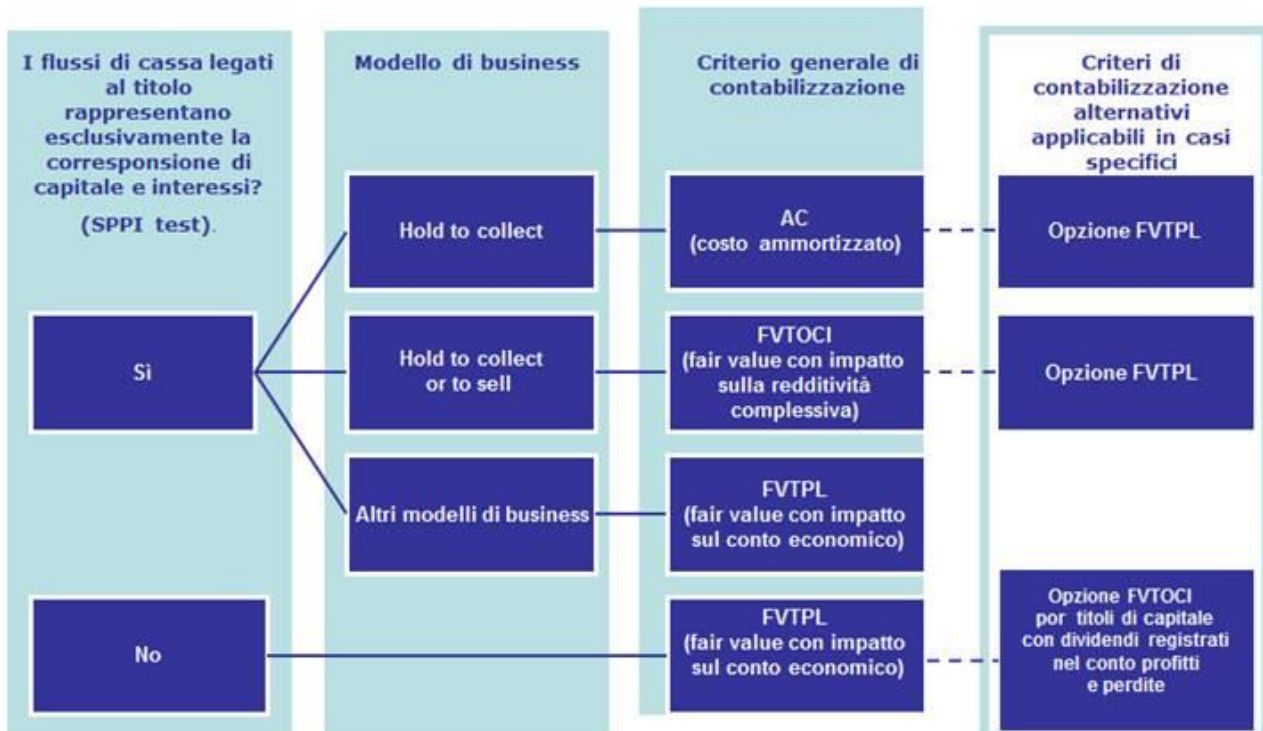 I flussi di cassa legati
al titolo
rappresentano
esclusivamente la
corresponsione di
capitale e interessi?
(SPPI test).
Sì
No
Modello di business
Hold to collect
Hold to collect
or to sell
Altri modelli di business
Criterio generale di
contabilizzazione
AC
(costo ammortizzato)
FVTOCI
(fair value con impatto
sulla redditività
complessiva)
FVTPL
(fair value con impatto
sul conto economico)
FVTPL
(fair value con impatto
sul conto economico)
Criteri di
contabilizzazione
alternativi
applicabili in casi
specifici
Opzione FVTPL
Opzione FVTPL
Opzione FVTOCI
por titoli di capitale
con dividendi registrati
nel conto profitti
e perdite